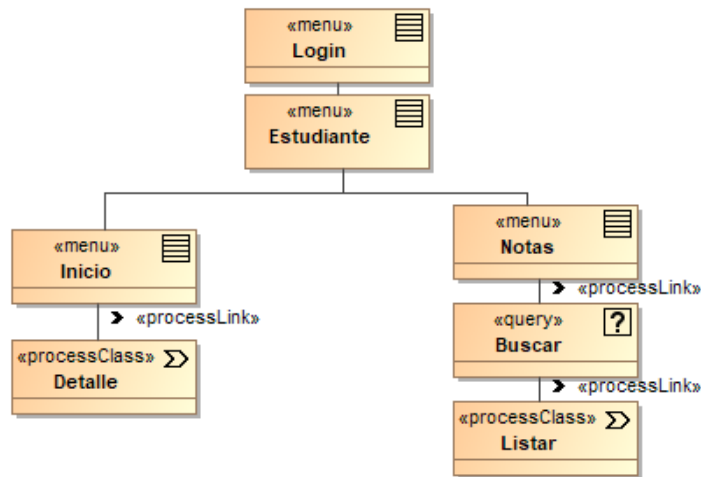 «menu»
Login
«menu»
Estudiante
«menu»
Inicio
«processLink»
«processClass»
Detalle
«menu»
Notas
«processLink»
«query»
?
Buscar
«processLink»
«processClass»
Listar